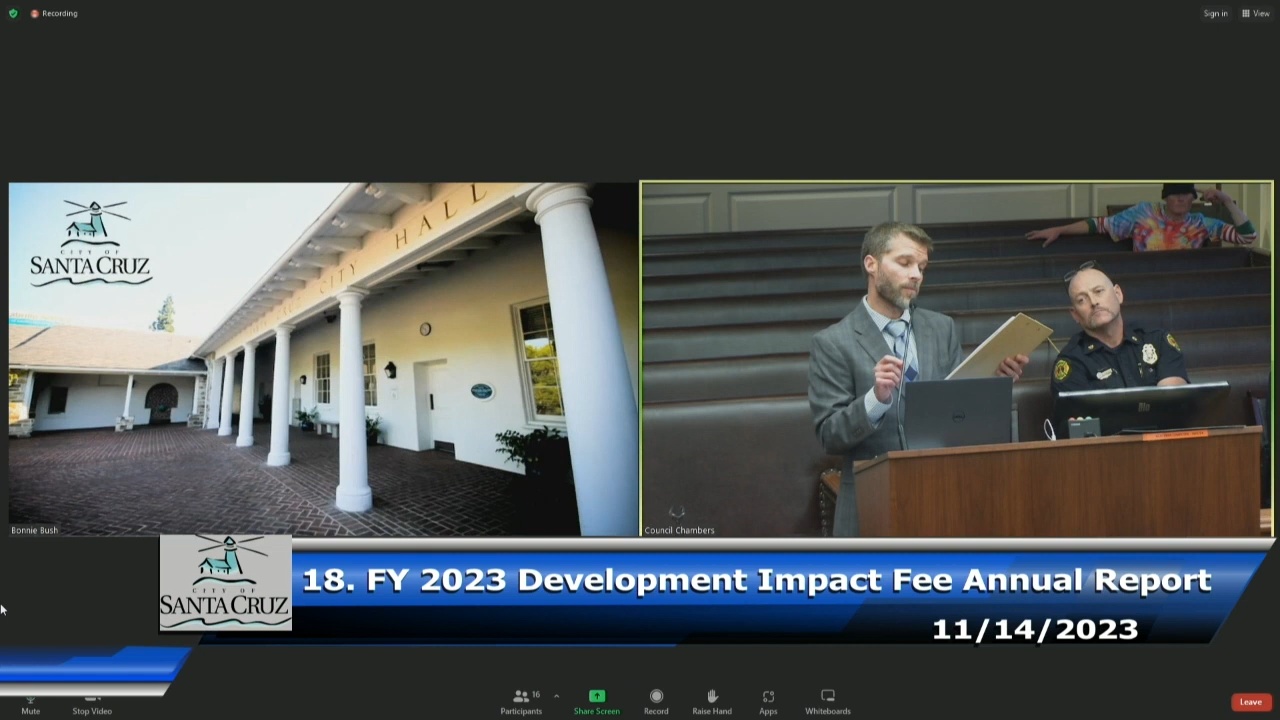 Recording
Sign in
View
CITY OF
SANTA CRUZ
CITY HALL
Bonnie Bush
Council Chambers
CITY OF
SANTA CRUZ
18. FY 2023 Development Impact Fee Annual Report
11/14/2023
Mute
Stop Video
Participants
16
Share Screen
Record
Raise Hand
Apps
Whiteboards
Leave